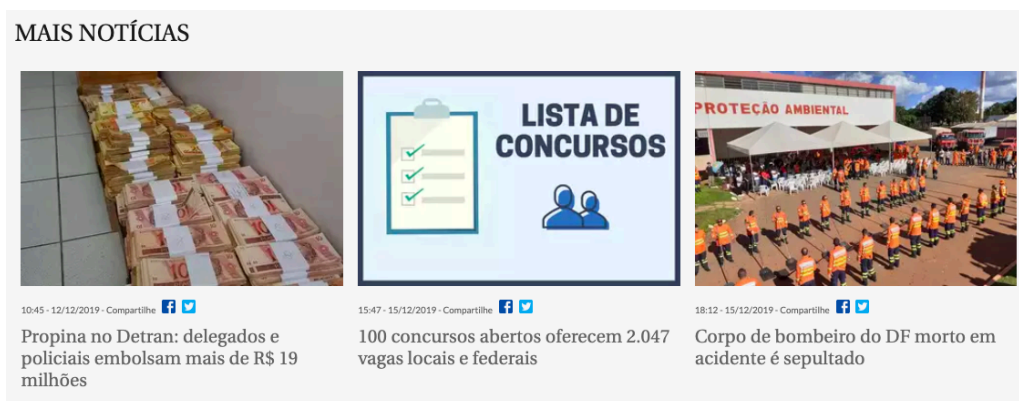 MAIS NOTÍCIAS
LISTA DE
CONCURSOS
PROTEÇÃO AMBIENTAL
10:45 - 12/12/2019 - Compartilhe
Propina no Detran: delegados e
policiais embolsam mais de R$ 19
milhões
15:47 - 15/12/2019 - Compartilhe
100 concursos abertos oferecem 2.047
vagas locais e federais
18:12 - 15/12/2019 - Compartilhe
Corpo de bombeiro do DF morto em
acidente é sepultado